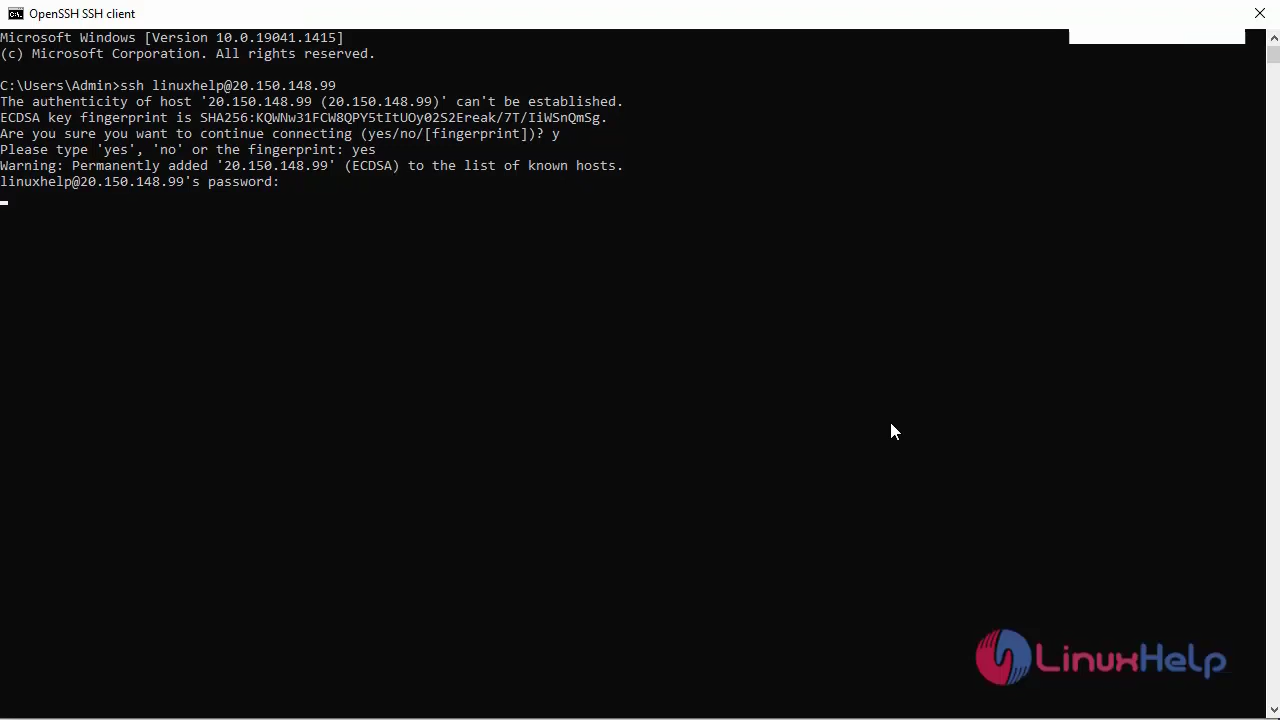 OpenSSH SSH client
Microsoft Windows [Version 10.0.19041.1415]
(c) Microsoft Corporation. All rights reserved.
C:\Users\Admin>ssh linuxhelp@20.150.148.99
The authenticity of host '20.150.148.99 (20.150.148.99)' can't be established.
ECDSA key fingerprint is SHA256:KQWNw31FCW8QPY5tItUOy02S2Ereak/7T/IiWSnQmSg.
Are you sure you want to continue connecting (yes/no/[fingerprint])? y
Please type 'yes', 'no' or the fingerprint: yes
Warning: Permanently added '20.150.148.99' (ECDSA) to the list of known hosts.
linuxhelp@20.150.148.99's password:
LinuxHelp